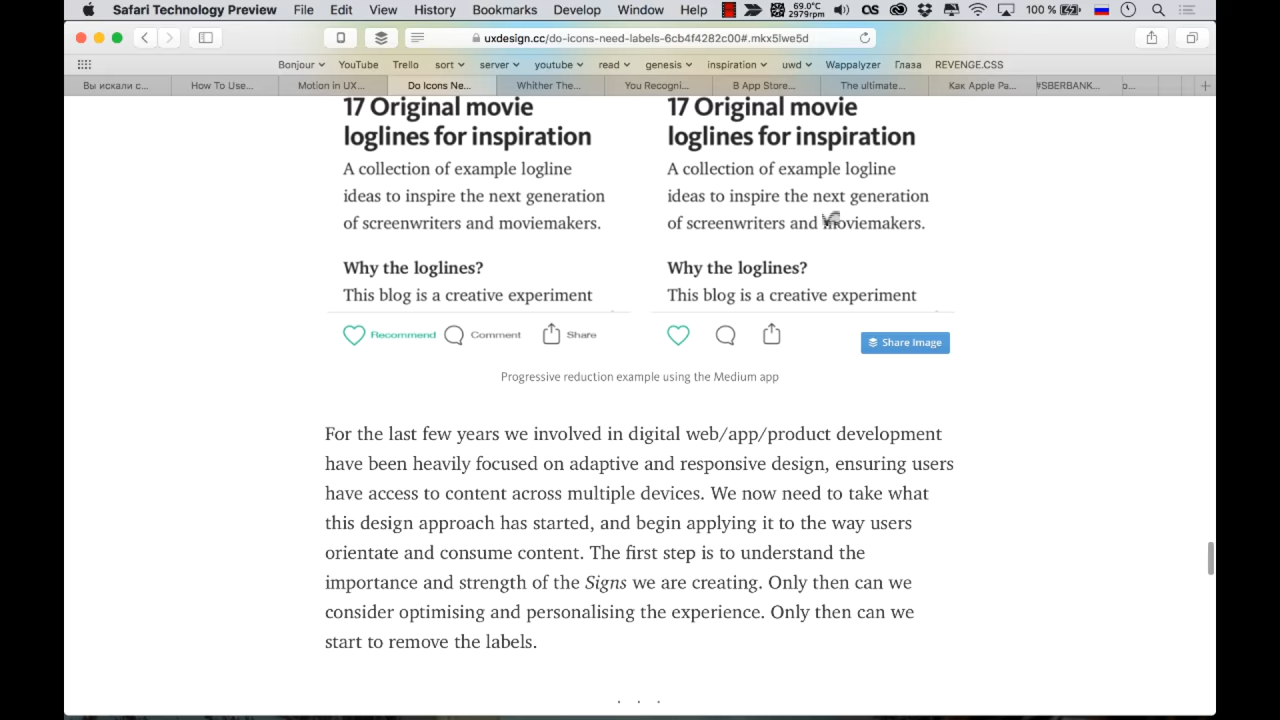 Safari Technology Preview File Edit View History Bookmarks Develop Window Help 69.0°C 2979rpm 100 %
uxdesign.cc/do-icons-need-labels-6cb4f4282c00#.mkx5lwe5d
Bonjour YouTube Trello sort server youtube read genesis inspiration uwd Wappalyzer Глаза REVENGE.CSS
Вы искали с... How To Use... Motion in UX... Do Icons Ne... Whither The... You Recogni... В App Store... The ultimate... Как Apple Pa... #SBERBANK...
17 Original movie
loglines for inspiration
A collection of example logline
ideas to inspire the next generation
of screenwriters and moviemakers.
Why the loglines?
This blog is a creative experiment
Recommend Comment Share
17 Original movie
loglines for inspiration
A collection of example logline
ideas to inspire the next generation
of screenwriters and moviemakers.
Why the loglines?
This blog is a creative experiment
Share Image
Progressive reduction example using the Medium app
For the last few years we involved in digital web/app/product development
have been heavily focused on adaptive and responsive design, ensuring users
have access to content across multiple devices. We now need to take what
this design approach has started, and begin applying it to the way users
orientate and consume content. The first step is to understand the
importance and strength of the Signs we are creating. Only then can we
consider optimising and personalising the experience. Only then can we
start to remove the labels.
. . .